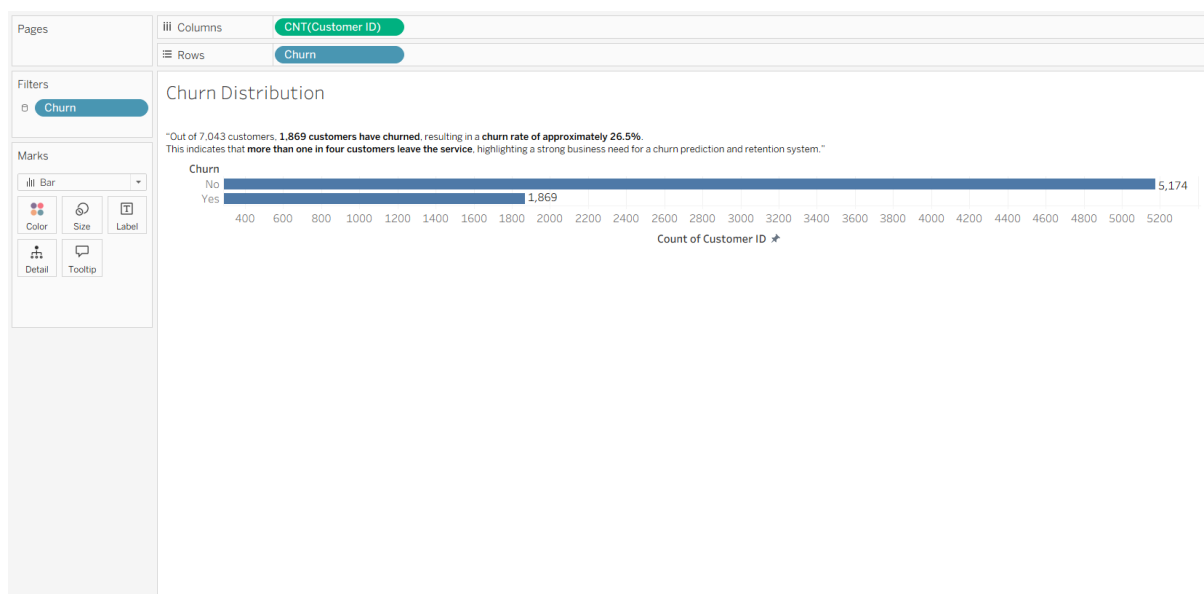 Pages
Columns
CNT(Customer ID)
Rows
Churn
Filters
Churn
Marks
Bar
Color
Size
Label
Detail
Tooltip
Churn Distribution
“Out of 7,043 customers, 1,869 customers have churned, resulting in a churn rate of approximately 26.5%.
This indicates that more than one in four customers leave the service, highlighting a strong business need for a churn prediction and retention system.”
Churn
No 5,174
Yes 1,869
400 600 800 1000 1200 1400 1600 1800 2000 2200 2400 2600 2800 3000 3200 3400 3600 3800 4000 4200 4400 4600 4800 5000 5200
Count of Customer ID